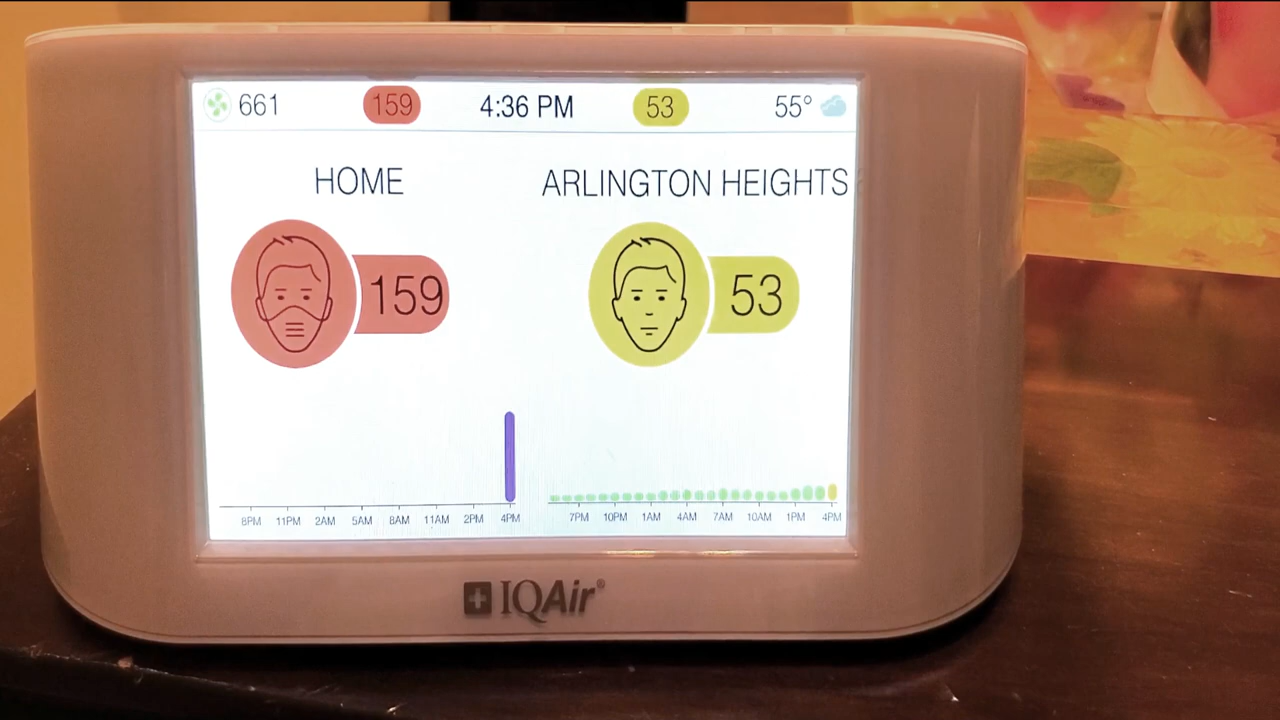 661 159 4:36 PM 53 55°
HOME ARLINGTON HEIGHTS
159 53
8PM 11PM 2AM 5AM 8AM 11AM 2PM 4PM 7PM 10PM 1AM 4AM 7AM 10AM 1PM 4PM
IQAir®